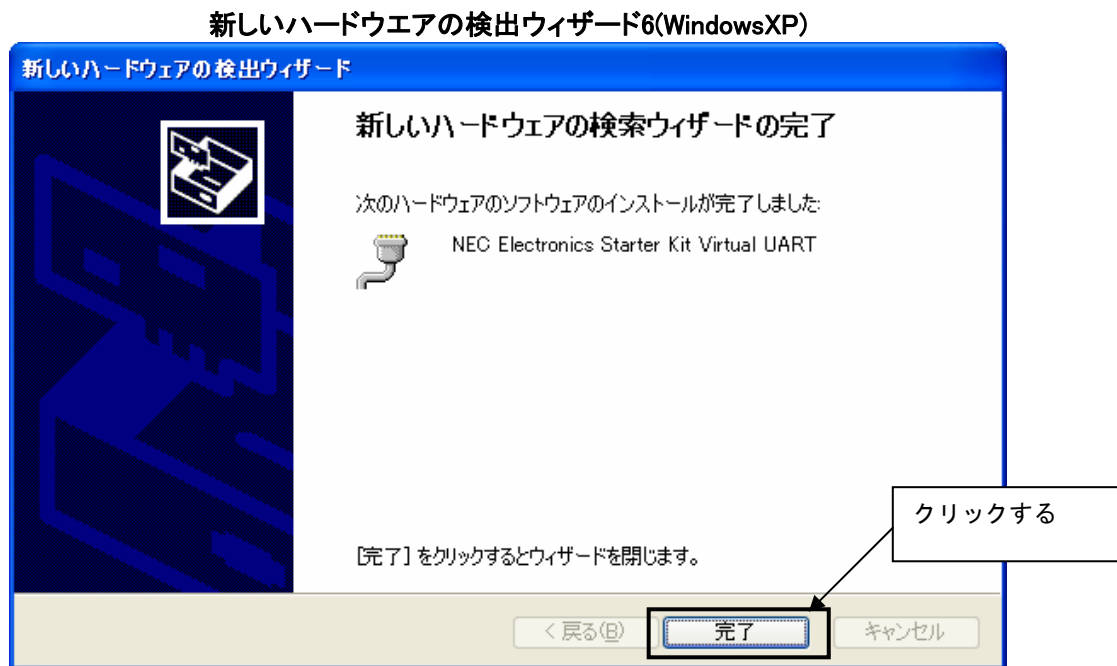 新しいハードウエアの検出ウィザード6(WindowsXP)
新しいハードウェアの検出ウィザード
新しいハードウェアの検索ウィザードの完了
次のハードウェアのソフトウェアのインストールが完了しました:
NEC Electronics Starter Kit Virtual UART
クリックする
[完了] をクリックするとウィザードを閉じます。
< 戻る(B)
完了
キャンセル